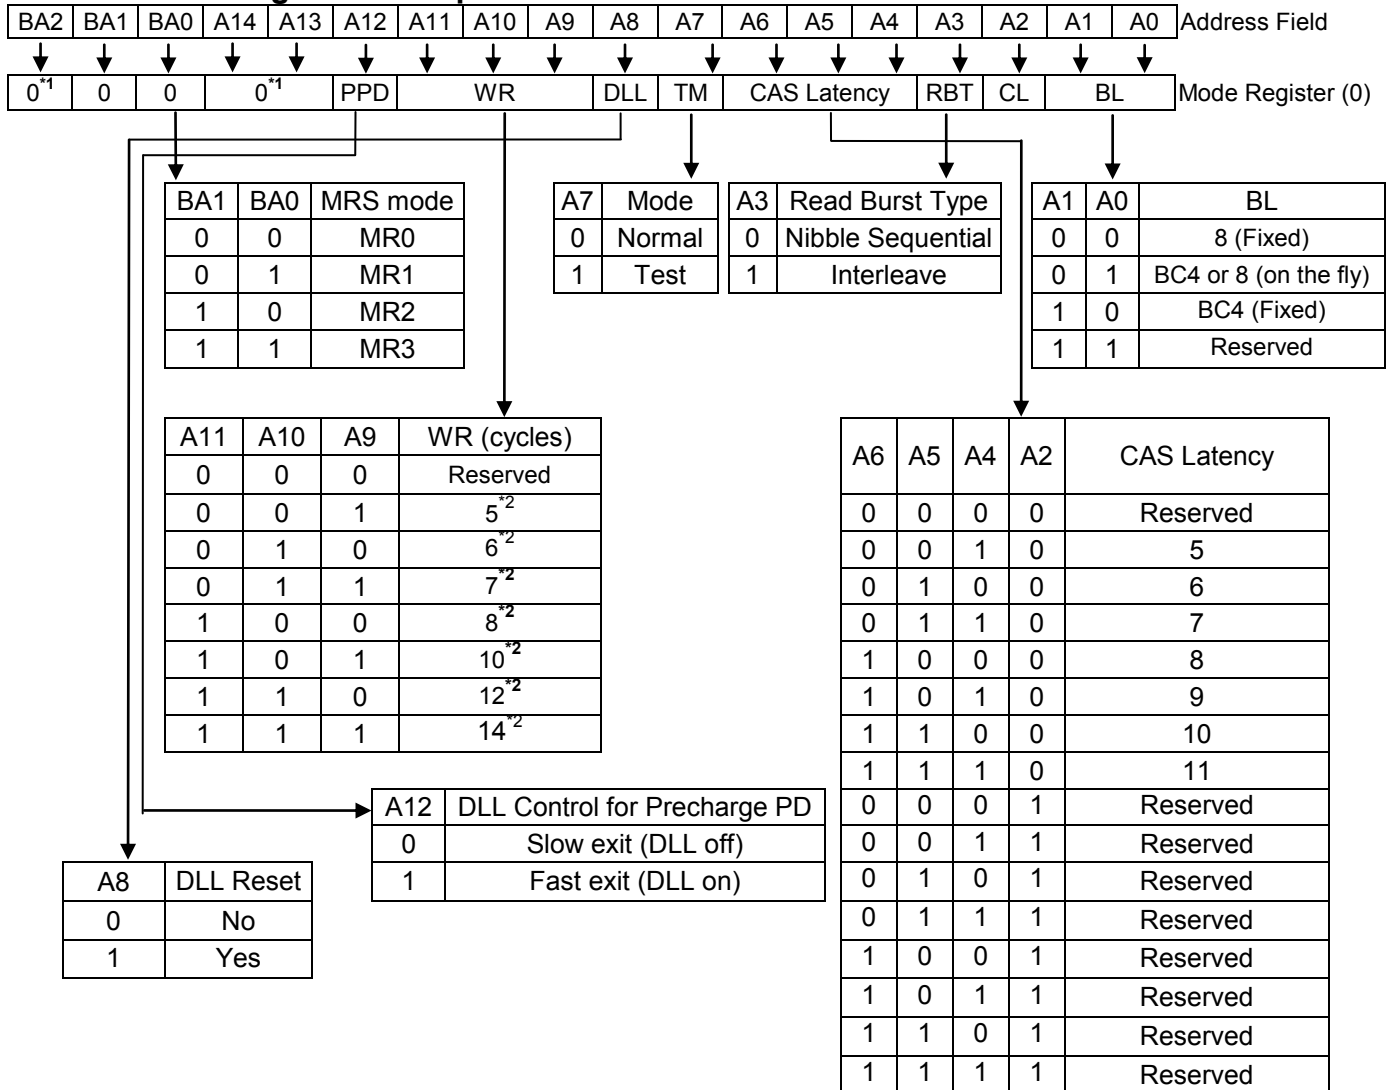 BA2 BA1 BA0 A14 A13 A12 A11 A10 A9 A8 A7 A6 A5 A4 A3 A2 A1 A0 Address Field
0*1 0 0 0*1 PPD WR DLL TM CAS Latency RBT CL BL Mode Register (0)
BA1 BA0 MRS mode
0 0 MR0
0 1 MR1
1 0 MR2
1 1 MR3
A7 Mode
0 Normal
1 Test
A3 Read Burst Type
0 Nibble Sequential
1 Interleave
A1 A0 BL
0 0 8 (Fixed)
0 1 BC4 or 8 (on the fly)
1 0 BC4 (Fixed)
1 1 Reserved
A11 A10 A9 WR (cycles)
0 0 0 Reserved
0 0 1 5*2
0 1 0 6*2
0 1 1 7*2
1 0 0 8*2
1 0 1 10*2
1 1 0 12*2
1 1 1 14*2
A6 A5 A4 A2 CAS Latency
0 0 0 0 Reserved
0 0 1 0 5
0 1 0 0 6
0 1 1 0 7
1 0 0 0 8
1 0 1 0 9
1 1 0 0 10
1 1 1 0 11
0 0 0 1 Reserved
0 0 1 1 Reserved
0 1 0 1 Reserved
0 1 1 1 Reserved
1 0 0 1 Reserved
1 0 1 1 Reserved
1 1 0 1 Reserved
1 1 1 1 Reserved
A12 DLL Control for Precharge PD
0 Slow exit (DLL off)
1 Fast exit (DLL on)
A8 DLL Reset
0 No
1 Yes